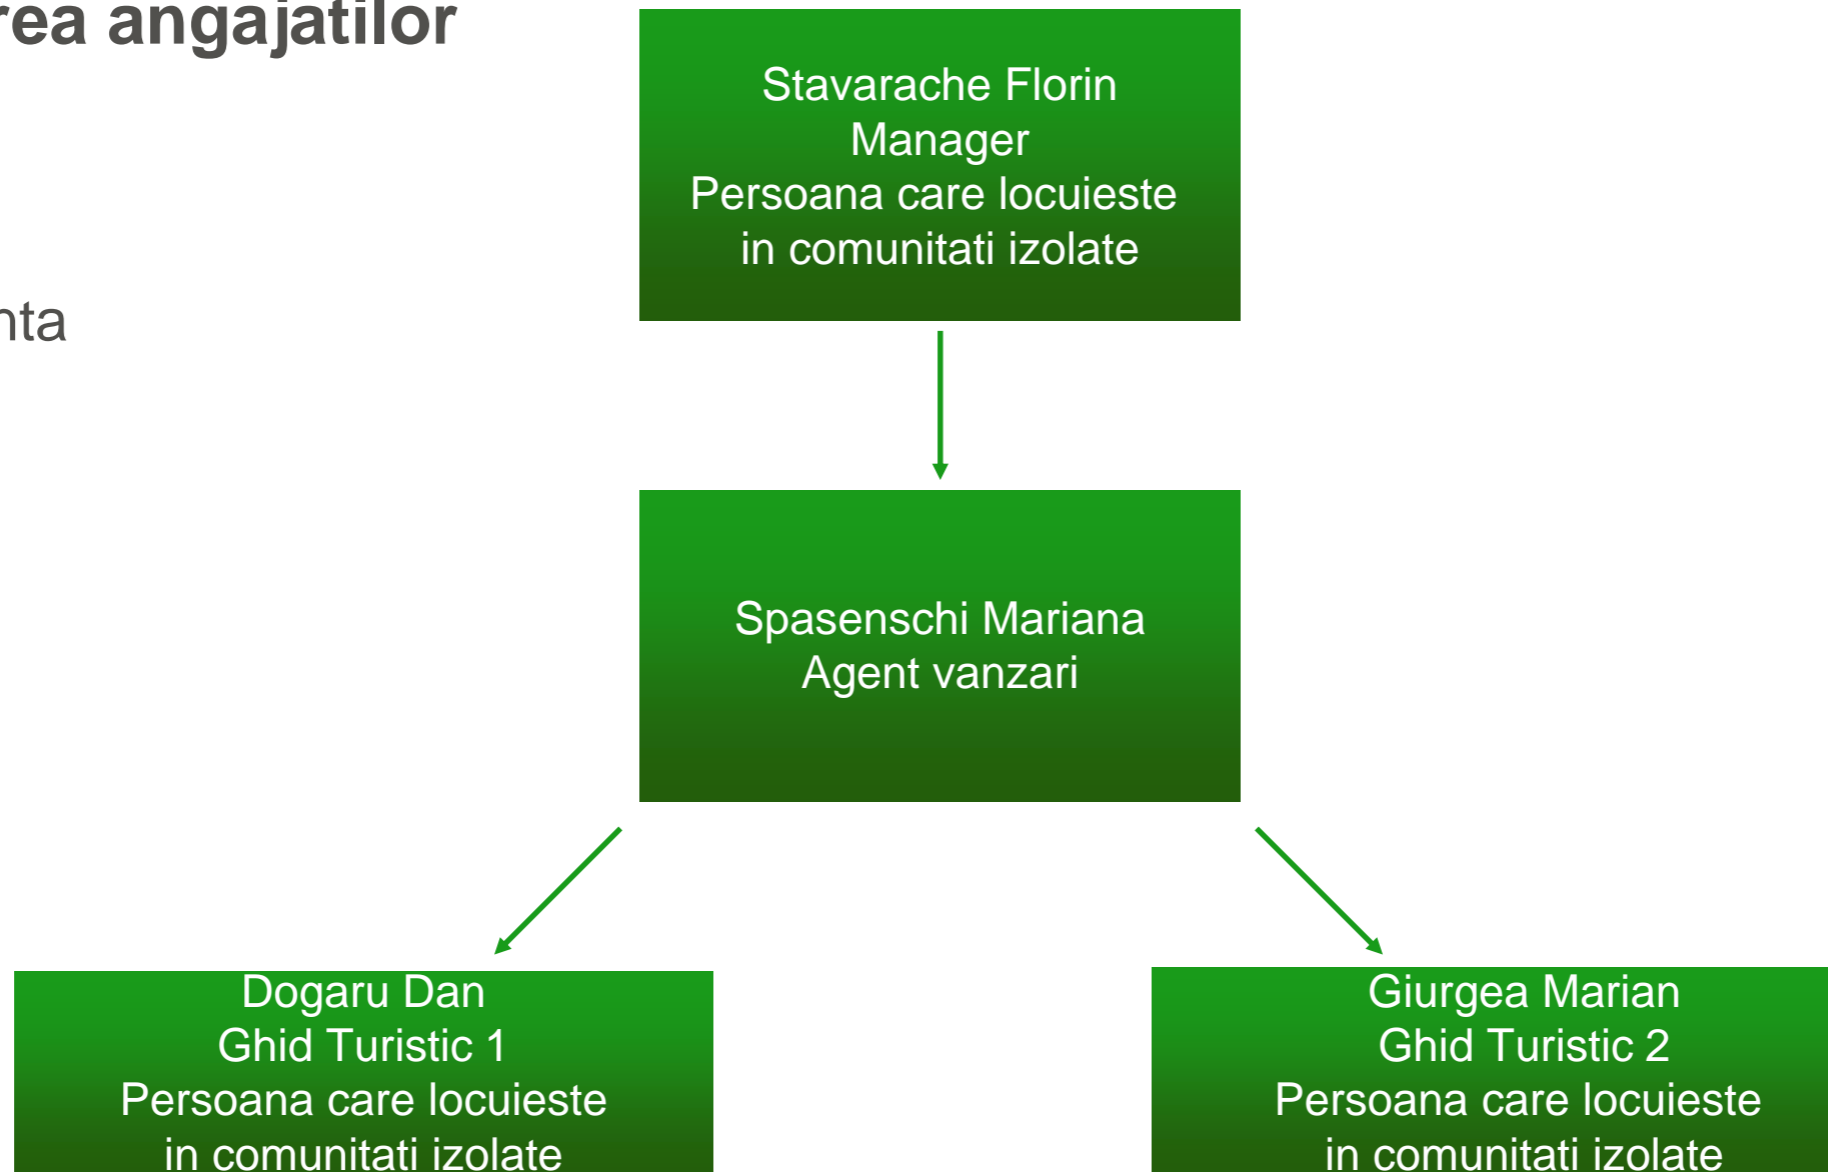 rea angajatilor
Stavarache Florin
Manager
Persoana care locuieste
in comunitati izolate
nta
Spasenschi Mariana
Agent vanzari
Dogaru Dan
Ghid Turistic 1
Persoana care locuieste
in comunitati izolate
Giurgea Marian
Ghid Turistic 2
Persoana care locuieste
in comunitati izolate